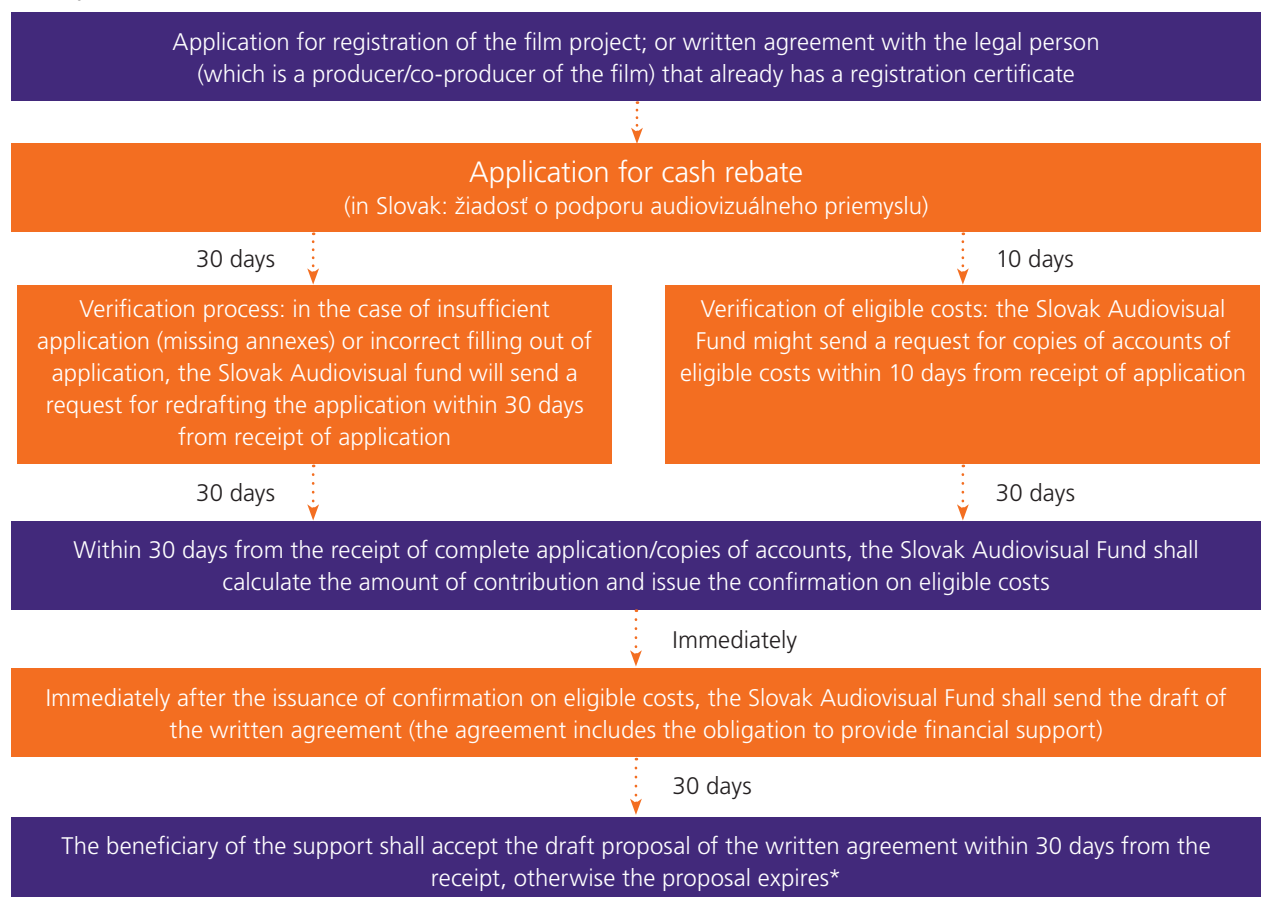 Application for registration of the film project; or written agreement with the legal person
(which is a producer/co-producer of the film) that already has a registration certificate
Application for cash rebate
(in Slovak: žiadosť o podporu audiovizuálneho priemyslu)
30 days
10 days
Verification process: in the case of insufficient
application (missing annexes) or incorrect filling out of
application, the Slovak Audiovisual fund will send a
request for redrafting the application within 30 days
from receipt of application
Verification of eligible costs: the Slovak Audiovisual
Fund might send a request for copies of accounts of
eligible costs within 10 days from receipt of application
30 days
30 days
Within 30 days from the receipt of complete application/copies of accounts, the Slovak Audiovisual Fund shall
calculate the amount of contribution and issue the confirmation on eligible costs
Immediately
Immediately after the issuance of confirmation on eligible costs, the Slovak Audiovisual Fund shall send the draft of
the written agreement (the agreement includes the obligation to provide financial support)
30 days
The beneficiary of the support shall accept the draft proposal of the written agreement within 30 days from the
receipt, otherwise the proposal expires*